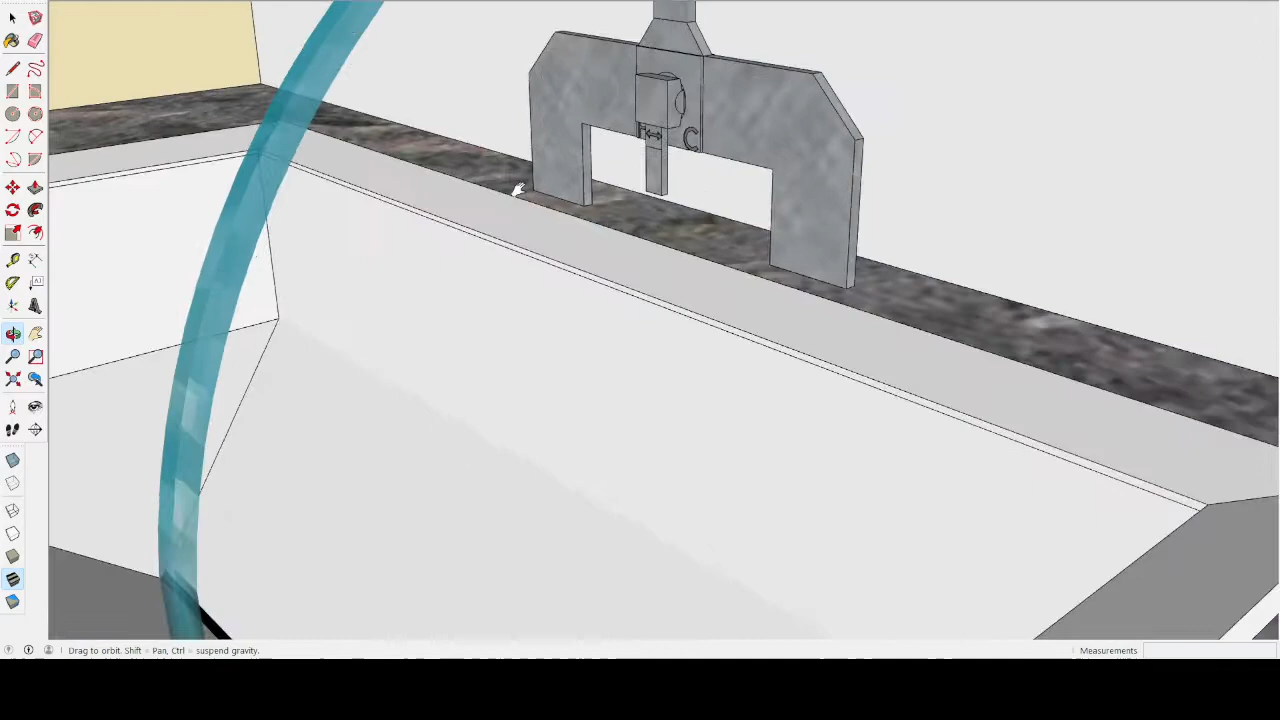 H C
Drag to orbit. Shift = Pan, Ctrl = suspend gravity.
Measurements